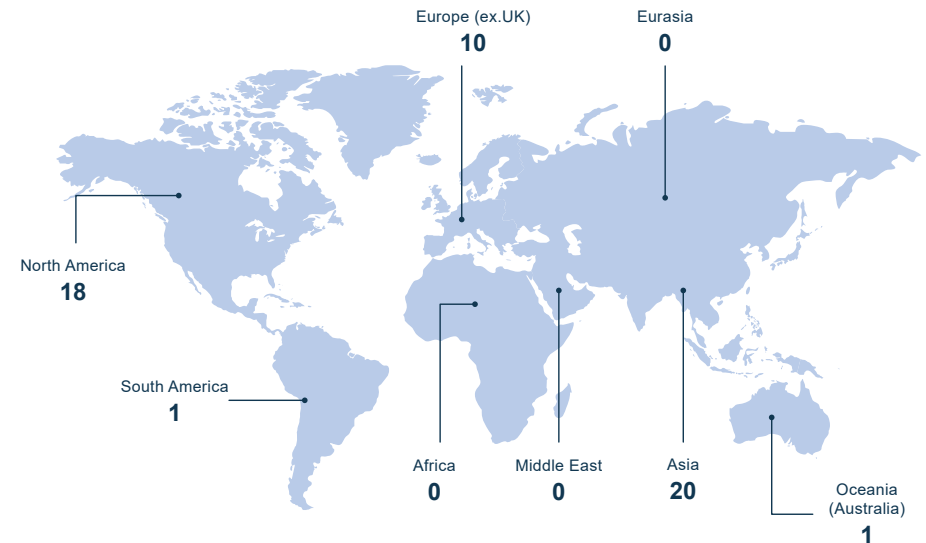 Europe (ex.UK)
10
Eurasia
0
North America
18
South America
1
Africa
0
Middle East
0
Asia
20
Oceania
(Australia)
1